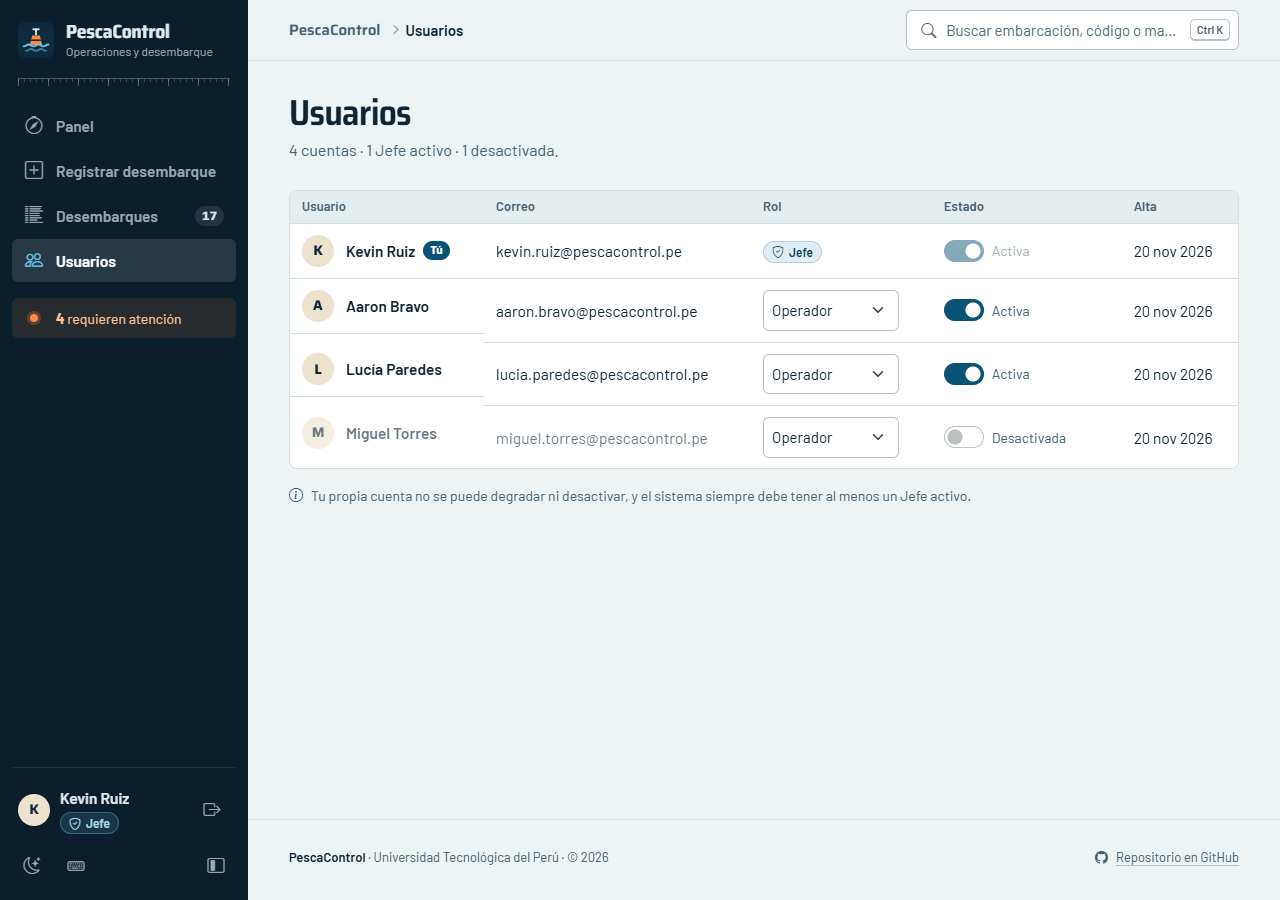 PescaControl
Operaciones y desembarque
Panel
Registrar desembarque
Desembarques 17
Usuarios
4 requieren atención
K Kevin Ruiz
Jefe
PescaControl > Usuarios
Buscar embarcación, código o ma... Ctrl K
Usuarios
4 cuentas · 1 Jefe activo · 1 desactivada.
Usuario Correo Rol Estado Alta
K Kevin Ruiz Tú kevin.ruiz@pescacontrol.pe Jefe Activa 20 nov 2026
A Aaron Bravo aaron.bravo@pescacontrol.pe Operador Activa 20 nov 2026
L Lucía Paredes lucia.paredes@pescacontrol.pe Operador Activa 20 nov 2026
M Miguel Torres miguel.torres@pescacontrol.pe Operador Desactivada 20 nov 2026
Tu propia cuenta no se puede degradar ni desactivar, y el sistema siempre debe tener al menos un Jefe activo.
PescaControl · Universidad Tecnológica del Perú · © 2026
Repositorio en GitHub